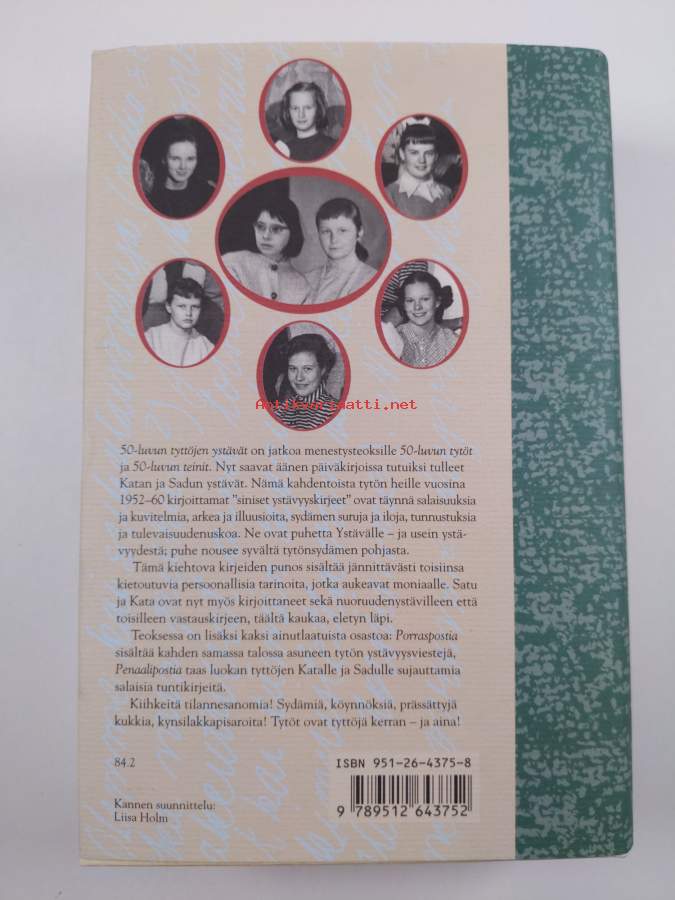 Antikvariaatti.net
50-luvun tyttöjen ystävät on jatkoa menestysteoksille 50-luvun tytöt
ja 50-luvun teinit. Nyt saavat äänen päiväkirjoissa tutuiksi tulleet
Katan ja Sadun ystävät. Nämä kahdentoista tytön heille vuosina
1952–60 kirjoittamat ”siniset ystävyyskirjeet” ovat täynnä salaisuuksia
ja kuvitelmia, arkea ja illuusioita, sydämen suruja ja iloja, tunnustuksia
ja tulevaisuudenuskoa. Ne ovat puhetta Ystävälle – ja usein ystä-
vyydestä; puhe nousee syvältä tytönsydämen pohjasta.
Tämä kiehtova kirjeiden punos sisältää jännittävästi toisiinsa
kietoutuvia persoonallisia tarinoita, jotka aukeavat moniaalle. Satu
ja Kata ovat nyt myös kirjoittaneet sekä nuoruudenystävilleen että
toisilleen vastauskirjeen, täältä kaukaa, eletyn läpi.
Teoksessa on lisäksi kaksi ainutlaatuista osastoa: Porraspostia
sisältää kahden samassa talossa asuneen tytön ystävyysviestejä,
Penaalipostia taas luokan tyttöjen Katalle ja Sadulle sujauttamia
salaisia tuntikirjeitä.
Kiihkeitä tilannesanomia! Sydämiä, köynnöksiä, prässättyjä
kukkia, kynsilakkapisaroita! Tytöt ovat tyttöjä kerran – ja aina!
84.2
ISBN 951-26-4375-8
9 789512 643752
Kannen suunnittelu:
Liisa Holm